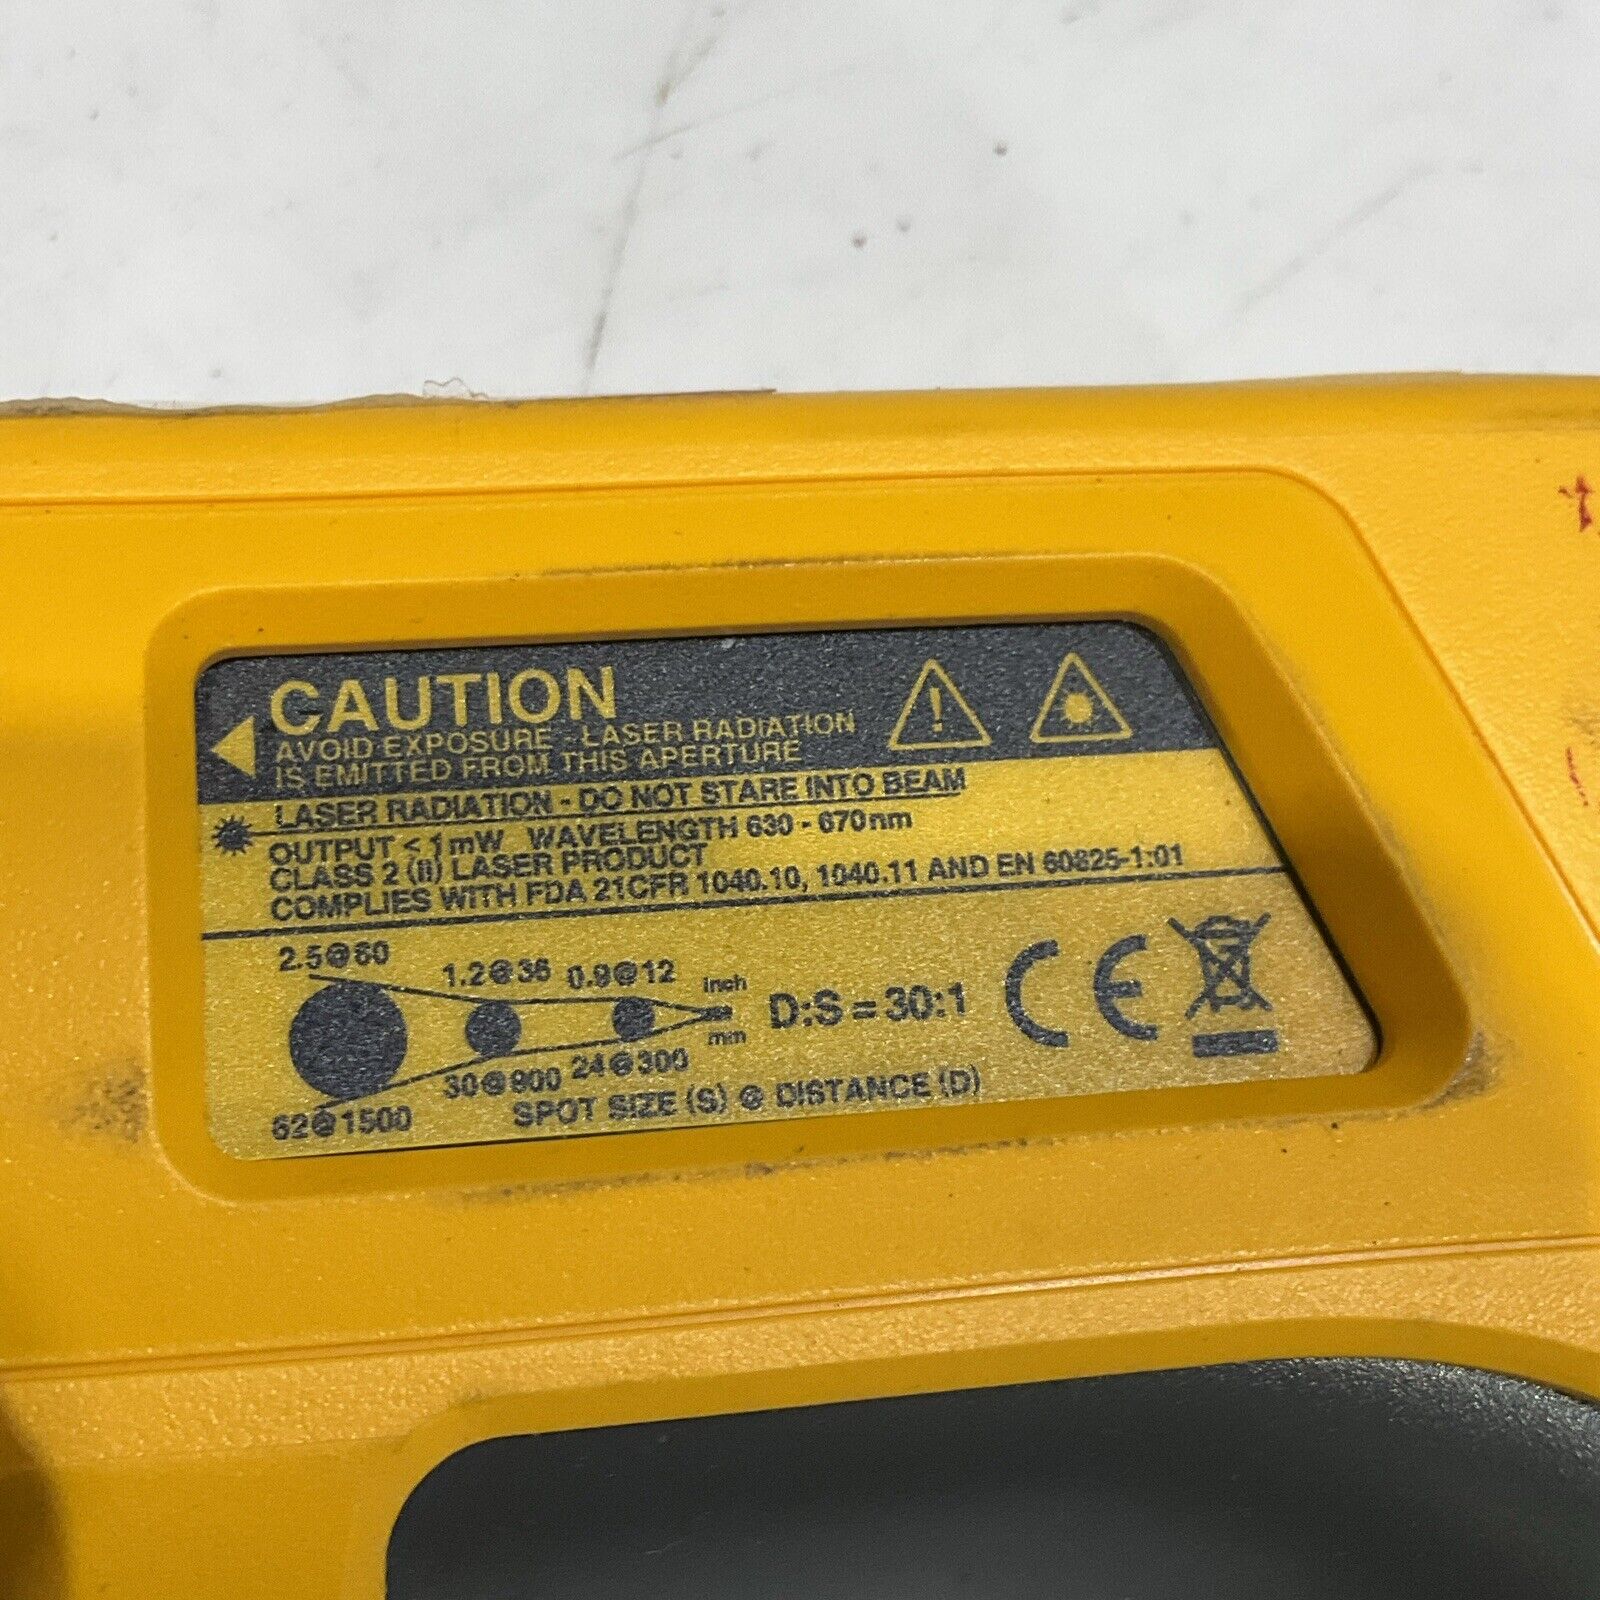 CAUTION
AVOID EXPOSURE - LASER RADIATION
IS EMITTED FROM THIS APERTURE
LASER RADIATION - DO NOT STARE INTO BEAM
OUTPUT < 1mW WAVELENGTH 630 - 670nm
CLASS 2 (II) LASER PRODUCT
COMPLIES WITH FDA 21CFR 1040.10, 1040.11 AND EN 60825-1:01
2.5@60 1.2@36 0.9@12 inch
D:S = 30:1 CE
mm
62@1500 30@900 24@300
SPOT SIZE (S) @ DISTANCE (D)